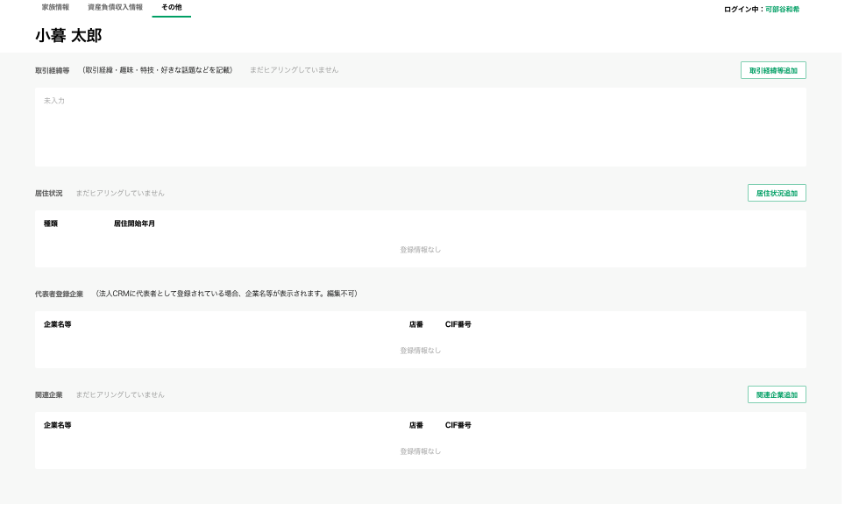 家族情報 資産負債収入情報 その他 ログイン中：可部谷和希
小暮 太郎
取引経緯等 （取引経緯・趣味・特技・好きな話題などを記載） まだヒアリングしていません 取引経緯等追加
未入力
居住状況 まだヒアリングしていません 居住状況追加
種類 居住開始年月
登録情報なし
代表者登録企業 （法人CRMに代表者として登録されている場合、企業名等が表示されます。編集不可）
企業名等 店番 CIF番号
登録情報なし
関連企業 まだヒアリングしていません 関連企業追加
企業名等 店番 CIF番号
登録情報なし